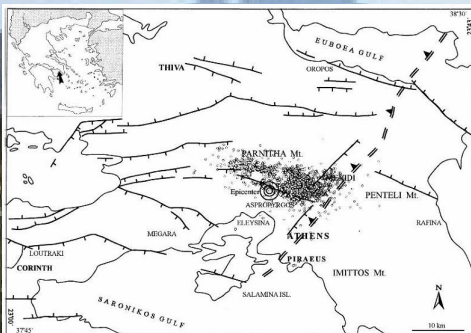 38°30'
EUBOEA GULF
OROPOS
THIVA
PARNITHA Mt.
Epicenter
ASPROPYRGOS
PENTELI Mt.
ELEYSINA
RAFINA
MEGARA
ATHENS
LOUTRAKI
PIRAEUS
CORINTH
IMITTOS Mt.
SALAMINA ISL.
SARONIKOS GULF
N
10 km
37°45'